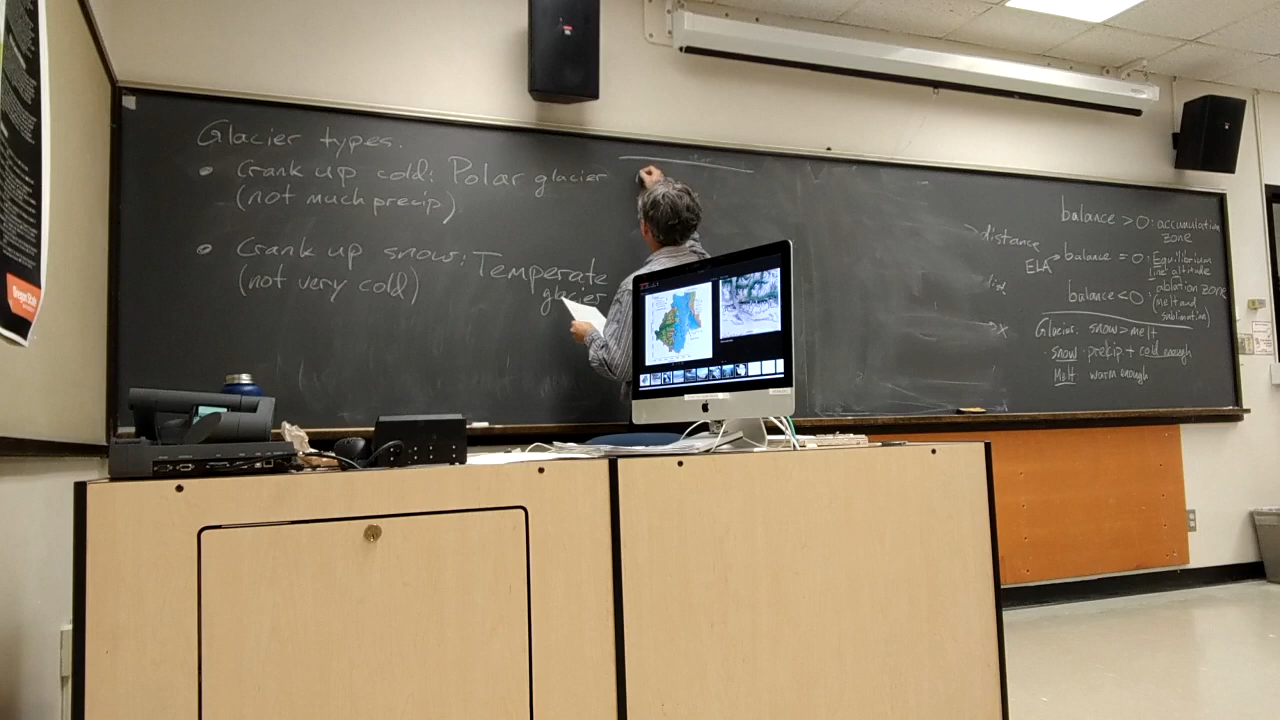 Glacier types.
• Crank up cold: Polar glacier
(not much precip)
• Crank up snow: Temperate
glacier
(not very cold)
distance
balance > 0: accumulation
zone
ELA balance = 0: Equilibrium
line altitude
balance < 0: ablation zone
(melt and
sublimation)
x
Glacier: snow > melt
· snow: precip + cold enough
Melt: warm enough
Oregon State